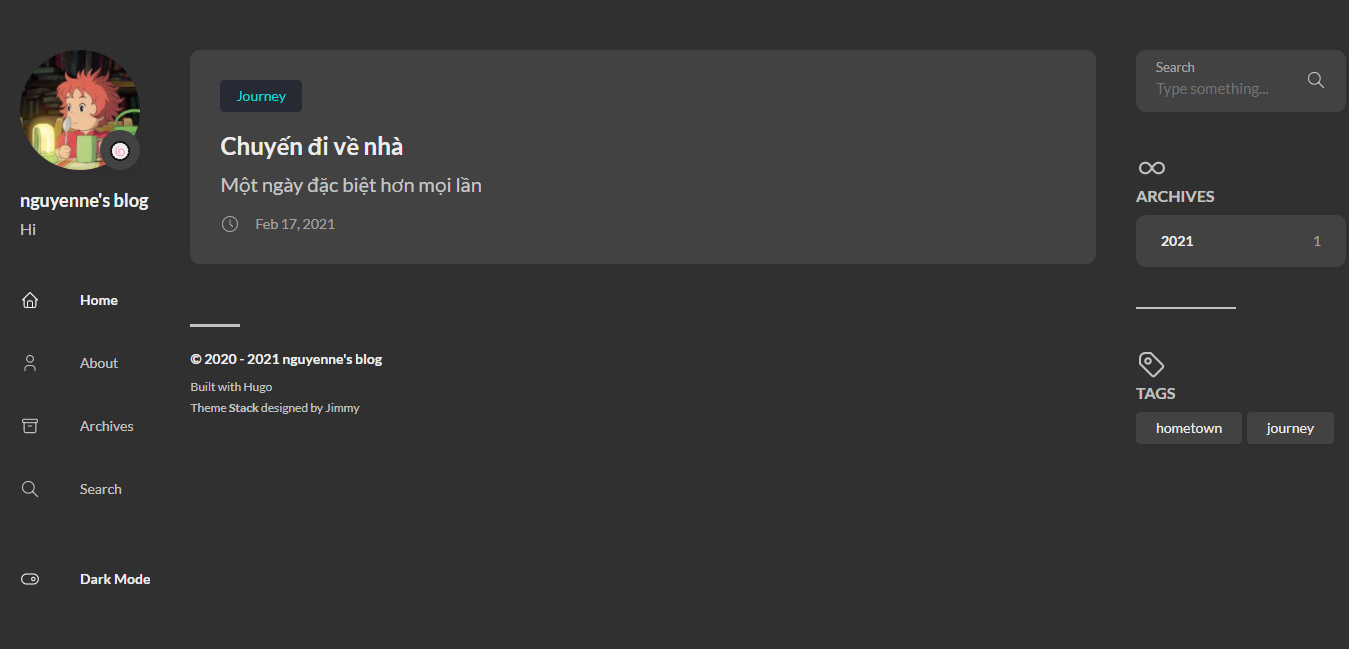 nguyenne's blog
Hi
Home
About
Archives
Search
Dark Mode
Journey
Chuyến đi về nhà
Một ngày đặc biệt hơn mọi lần
Feb 17, 2021
© 2020 - 2021 nguyenne's blog
Built with Hugo
Theme Stack designed by Jimmy
Search
Type something...
ARCHIVES
2021 1
TAGS
hometown journey